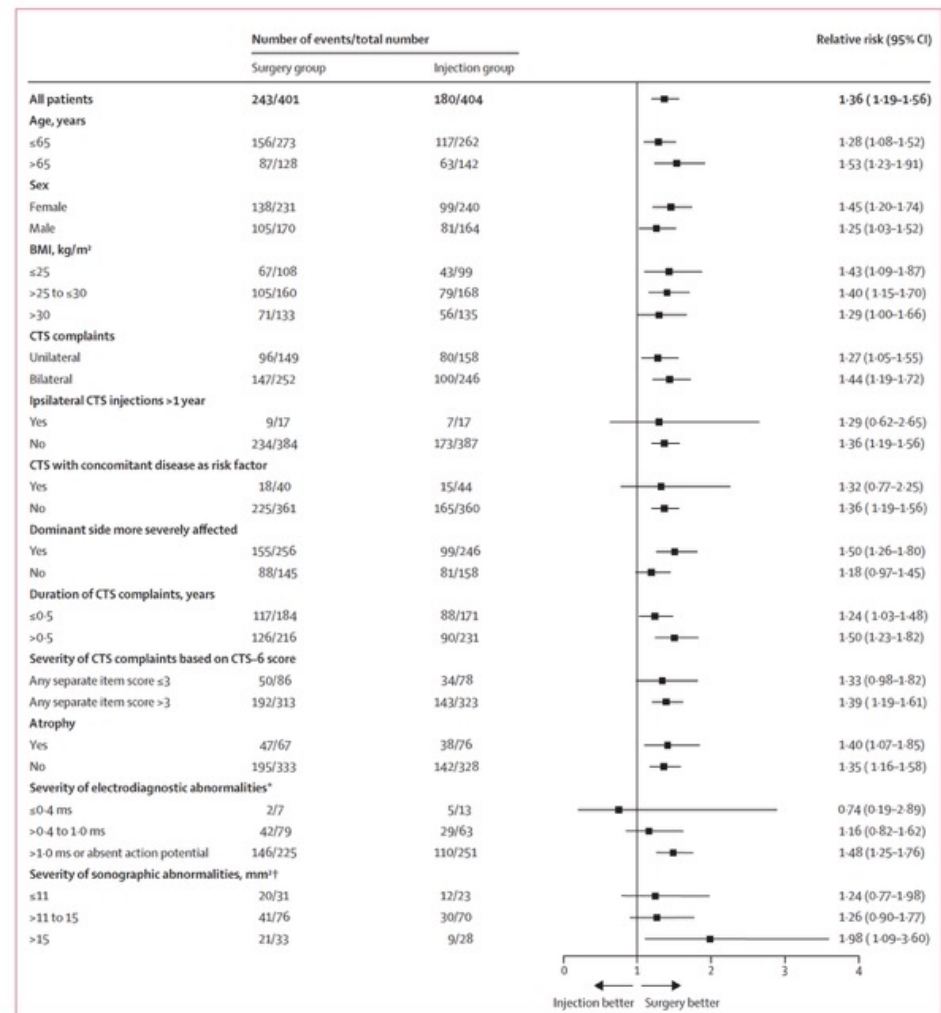 Number of events/total number Relative risk (95% CI)
Surgery group Injection group
All patients 243/401 180/404 1·36 (1·19–1·56)
Age, years
≤65 156/273 117/262 1·28 (1·08–1·52)
>65 87/128 63/142 1·53 (1·23–1·91)
Sex
Female 138/231 99/240 1·45 (1·20–1·74)
Male 105/170 81/164 1·25 (1·03–1·52)
BMI, kg/m²
≤25 67/108 43/99 1·43 (1·09–1·87)
>25 to ≤30 105/160 79/168 1·40 (1·15–1·70)
>30 71/133 56/135 1·29 (1·00–1·66)
CTS complaints
Unilateral 96/149 80/158 1·27 (1·05–1·55)
Bilateral 147/252 100/246 1·44 (1·19–1·72)
Ipsilateral CTS injections >1 year
Yes 9/17 7/17 1·29 (0·62–2·65)
No 234/384 173/387 1·36 (1·19–1·56)
CTS with concomitant disease as risk factor
Yes 18/40 15/44 1·32 (0·77–2·25)
No 225/361 165/360 1·36 (1·19–1·56)
Dominant side more severely affected
Yes 155/256 99/246 1·50 (1·26–1·80)
No 88/145 81/158 1·18 (0·97–1·45)
Duration of CTS complaints, years
≤0·5 117/184 88/171 1·24 (1·03–1·48)
>0·5 126/216 90/231 1·50 (1·23–1·82)
Severity of CTS complaints based on CTS-6 score
Any separate item score ≤3 50/86 34/78 1·33 (0·98–1·82)
Any separate item score >3 192/313 143/323 1·39 (1·19–1·61)
Atrophy
Yes 47/67 38/76 1·40 (1·07–1·85)
No 195/333 142/328 1·35 (1·16–1·58)
Severity of electrodiagnostic abnormalities*
≤0·4 ms 2/7 5/13 0·74 (0·19–2·89)
>0·4 to 1·0 ms 42/79 29/63 1·16 (0·82–1·62)
>1·0 ms or absent action potential 146/225 110/251 1·48 (1·25–1·76)
Severity of sonographic abnormalities, mm²†
≤11 20/31 12/23 1·24 (0·77–1·98)
>11 to 15 41/76 30/70 1·26 (0·90–1·77)
>15 21/33 9/28 1·98 (1·09–3·60)
0 1 2 3 4
Injection better Surgery better